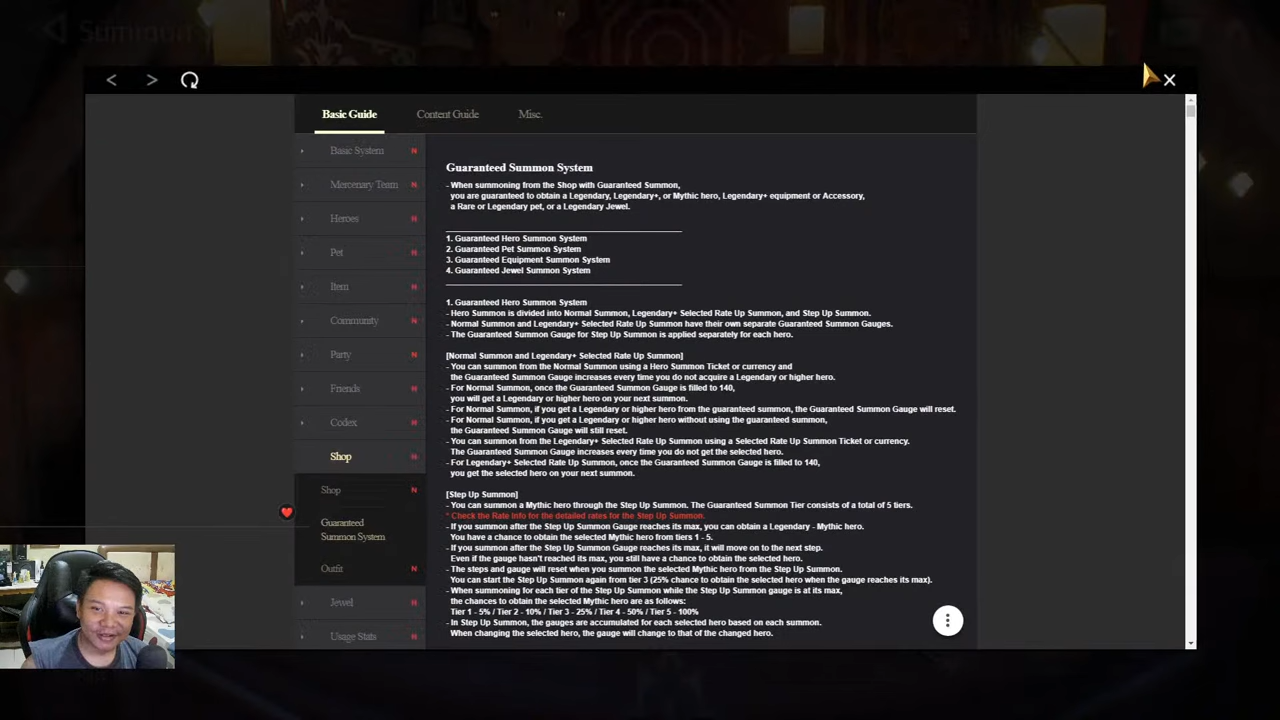 Summon
Basic Guide
Content Guide
Misc.
Basic System N
Mercenary Team N
Heroes N
Pet N
Item N
Community N
Party N
Friends N
Codex N
Shop N
Shop N
Guaranteed
Summon System
Outfit N
Jewel N
Usage Stats N
Guaranteed Summon System
- When summoning from the Shop with Guaranteed Summon,
you are guaranteed to obtain a Legendary, Legendary+, or Mythic hero, Legendary+ equipment or Accessory,
a Rare or Legendary pet, or a Legendary Jewel.
1. Guaranteed Hero Summon System
2. Guaranteed Pet Summon System
3. Guaranteed Equipment Summon System
4. Guaranteed Jewel Summon System
1. Guaranteed Hero Summon System
- Hero Summon is divided into Normal Summon, Legendary+ Selected Rate Up Summon, and Step Up Summon.
- Normal Summon and Legendary+ Selected Rate Up Summon have their own separate Guaranteed Summon Gauges.
- The Guaranteed Summon Gauge for Step Up Summon is applied separately for each hero.
[Normal Summon and Legendary+ Selected Rate Up Summon]
- You can summon from the Normal Summon using a Hero Summon Ticket or currency and
the Guaranteed Summon Gauge increases every time you do not acquire a Legendary or higher hero.
- For Normal Summon, once the Guaranteed Summon Gauge is filled to 140,
you will get a Legendary or higher hero on your next summon.
- For Normal Summon, if you get a Legendary or higher hero from the guaranteed summon, the Guaranteed Summon Gauge will reset.
- For Normal Summon, if you get a Legendary or higher hero without using the guaranteed summon,
the Guaranteed Summon Gauge will still reset.
- You can summon from the Legendary+ Selected Rate Up Summon using a Selected Rate Up Summon Ticket or currency.
The Guaranteed Summon Gauge increases every time you do not get the selected hero.
- For Legendary+ Selected Rate Up Summon, once the Guaranteed Summon Gauge is filled to 140,
you get the selected hero on your next summon.
[Step Up Summon]
- You can summon a Mythic hero through the Step Up Summon. The Guaranteed Summon Tier consists of a total of 5 tiers.
* Check the Rate Info for the detailed rates for the Step Up Summon.
- If you summon after the Step Up Summon Gauge reaches its max, you can obtain a Legendary - Mythic hero.
You have a chance to obtain the selected Mythic hero from tiers 1 - 5.
- If you summon after the Step Up Summon Gauge reaches its max, it will move on to the next step.
Even if the gauge hasn't reached its max, you still have a chance to obtain the selected hero.
- The steps and gauge will reset when you summon the selected Mythic hero from the Step Up Summon.
You can start the Step Up Summon again from tier 3 (25% chance to obtain the selected hero when the gauge reaches its max).
- When summoning for each tier of the Step Up Summon while the Step Up Summon gauge is at its max,
the chances to obtain the selected Mythic hero are as follows:
Tier 1 - 5% / Tier 2 - 10% / Tier 3 - 25% / Tier 4 - 50% / Tier 5 - 100%
- In Step Up Summon, the gauges are accumulated for each selected hero based on each summon.
When changing the selected hero, the gauge will change to that of the changed hero.